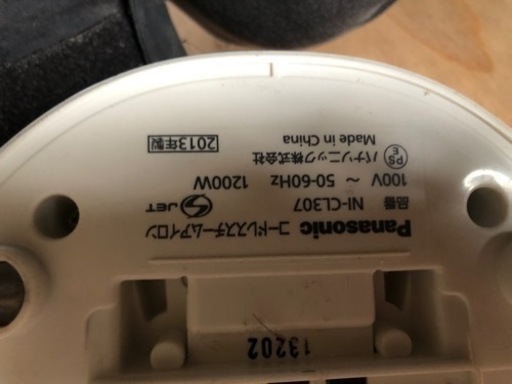 Panasonic コードレススチームアイロン
品番 NI-CL307 S JET
100V ～ 50-60Hz 1200W
PS E パナソニック株式会社
Made in China 2013年製
13202